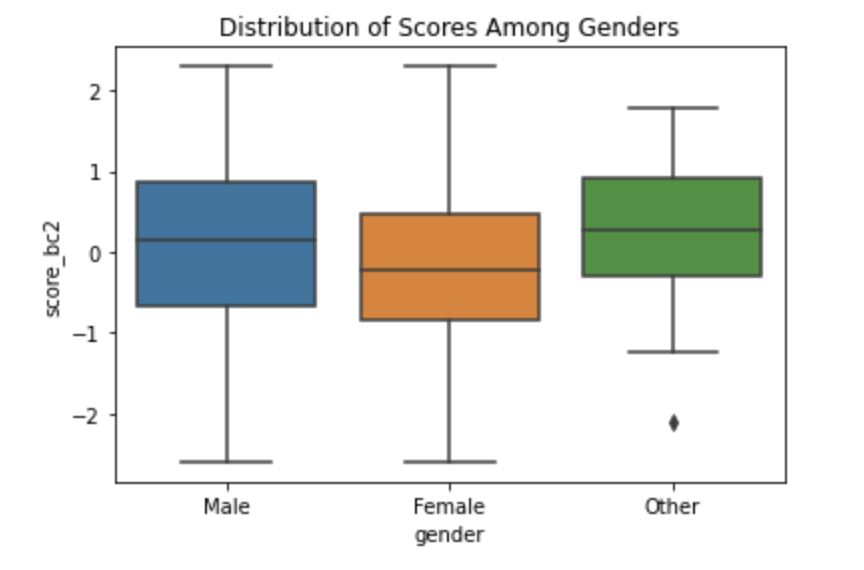 Distribution of Scores Among Genders
2
1
0
−1
−2
score_bc2
Male Female Other
gender